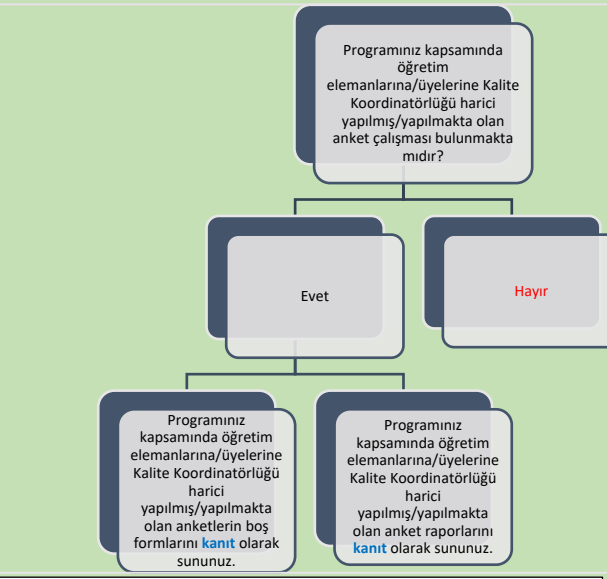 Programınız kapsamında
öğretim
elemanlarına/üyelerine Kalite
Koordinatörlüğü harici
yapılmış/yapılmakta olan
anket çalışması bulunmakta
mıdır?
Evet
Hayır
Programınız
kapsamında öğretim
elemanlarına/üyelerine
Kalite Koordinatörlüğü
harici
yapılmış/yapılmakta
olan anketlerin boş
formlarını kanıt olarak
sununuz.
Programınız
kapsamında öğretim
elemanlarına/üyelerine
Kalite Koordinatörlüğü
harici
yapılmış/yapılmakta
olan anket raporlarını
kanıt olarak sununuz.